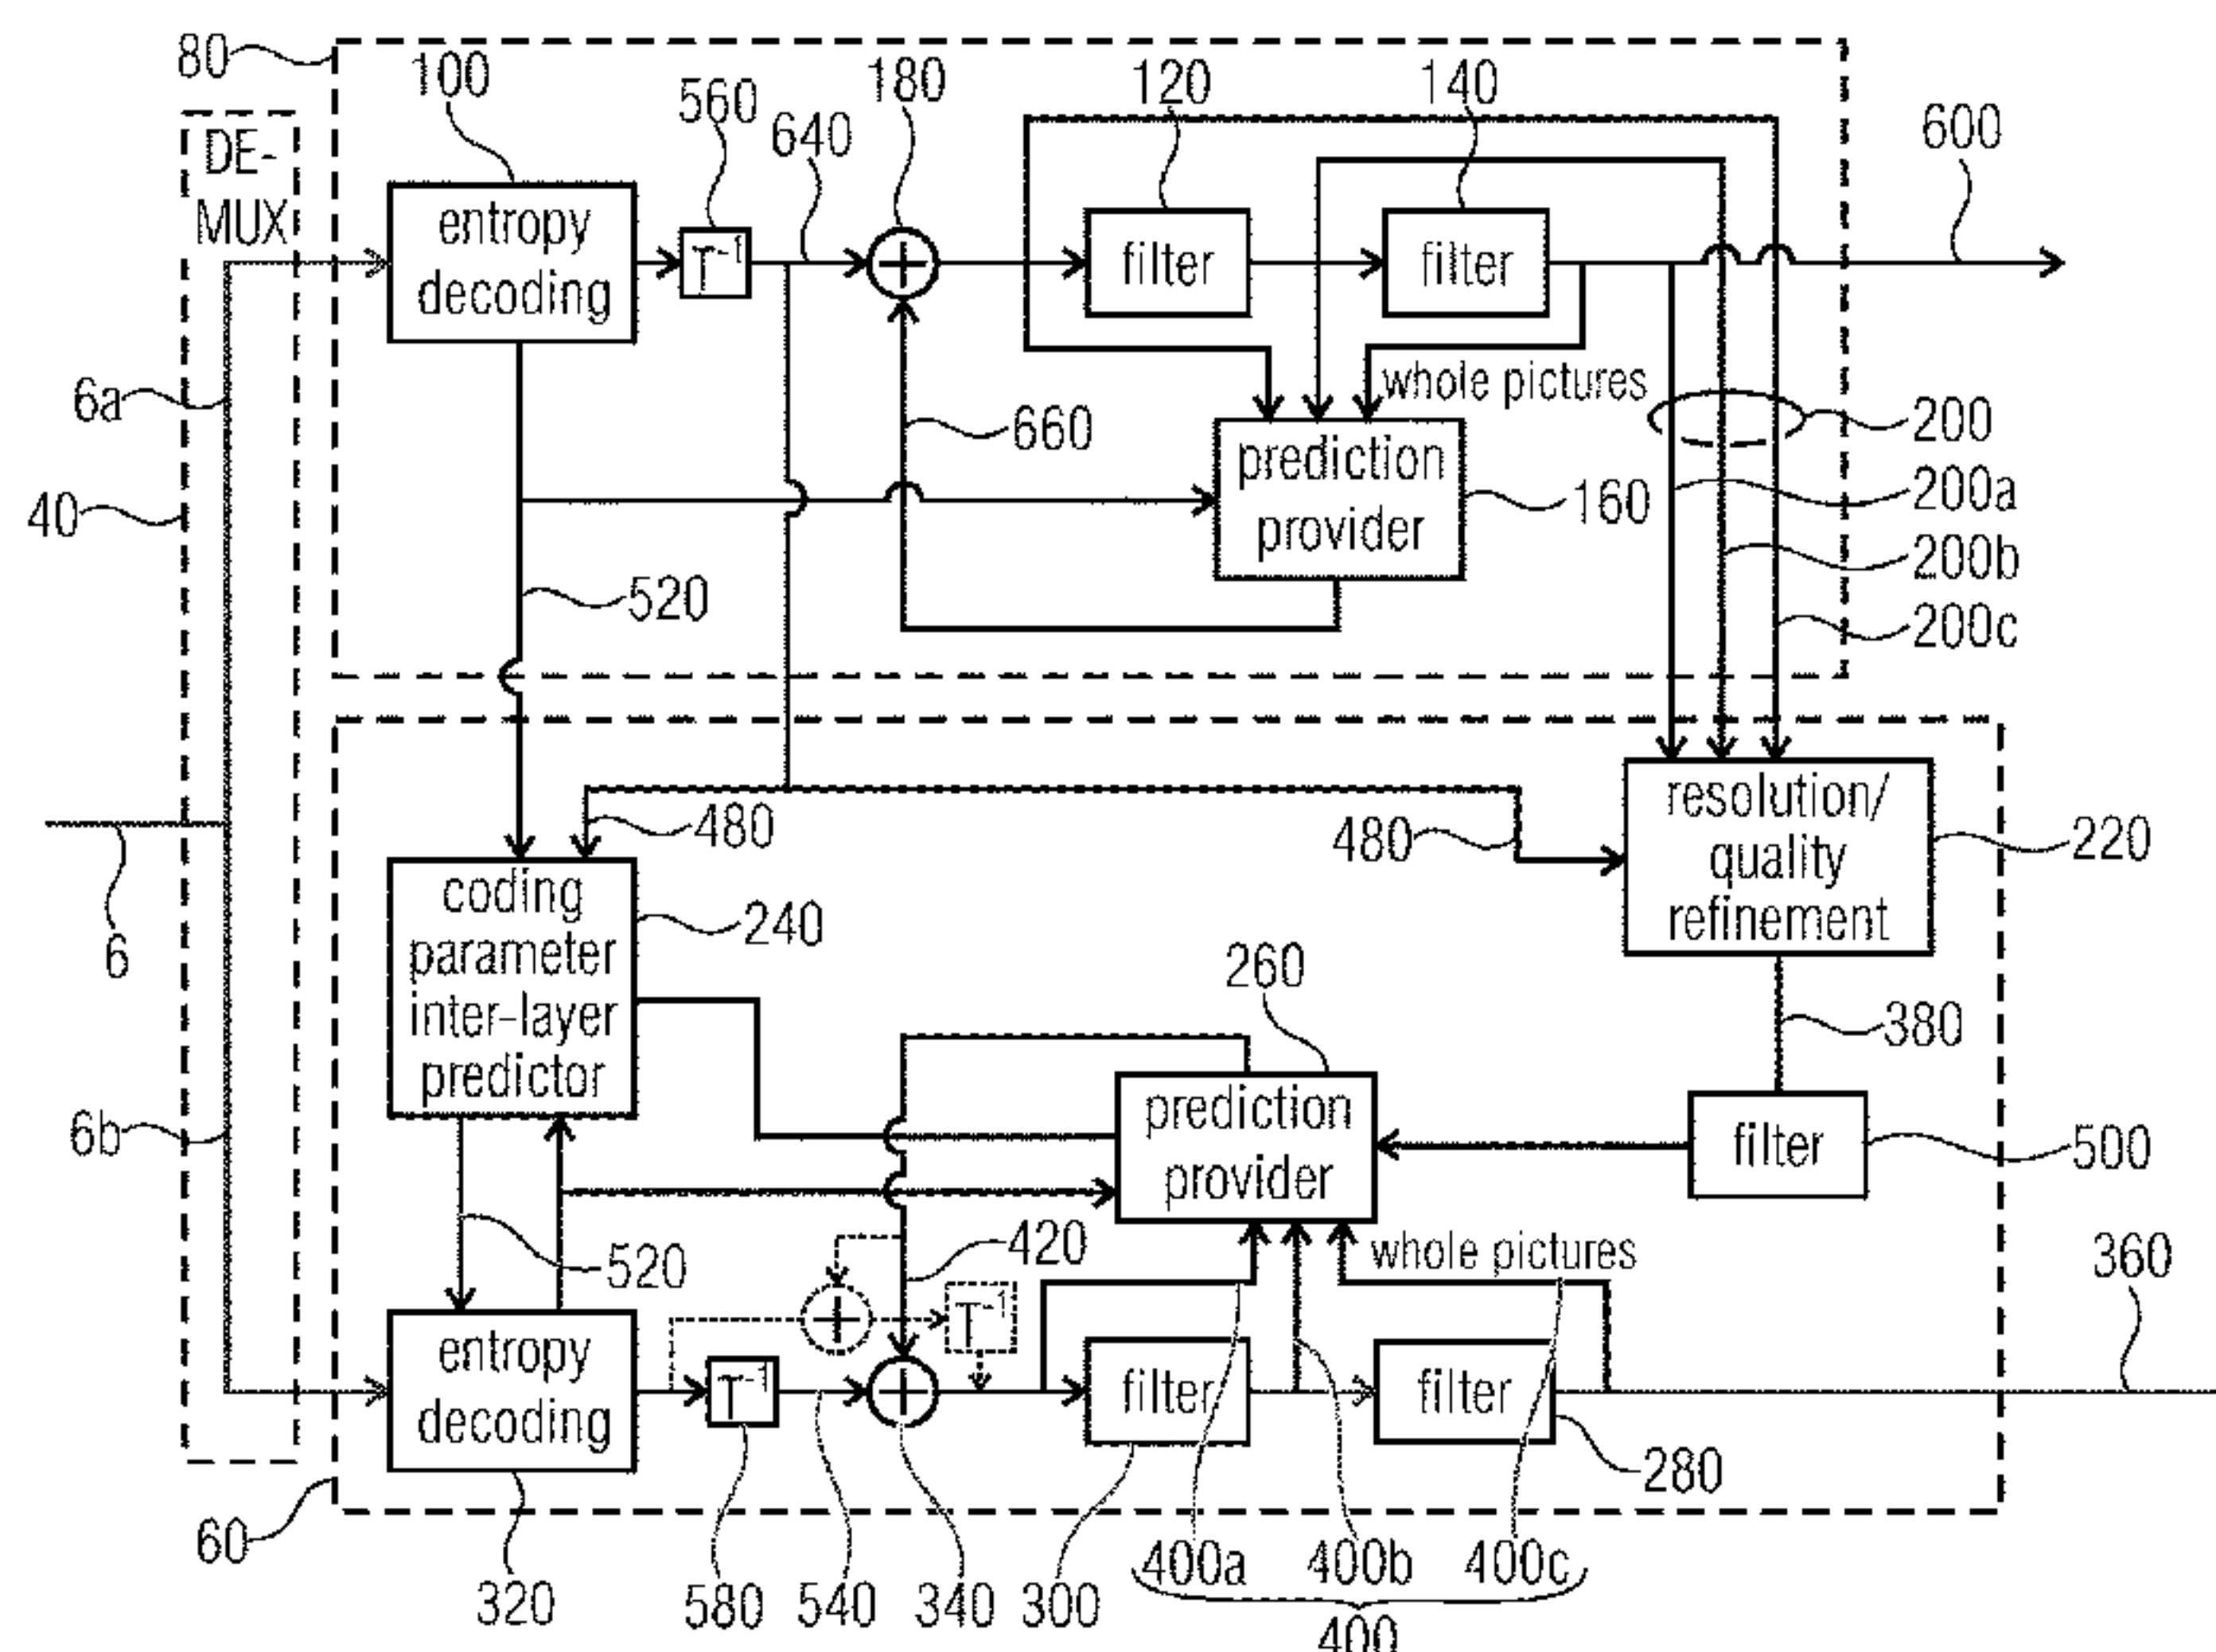 80
100
560
640
180
120
140
600
DE-
MUX
entropy
decoding
T⁻¹
+
filter
filter
6a
whole pictures
660
200
prediction
provider
160
200a
40
200b
520
200c
6
480
480
resolution/
quality
refinement
220
coding
parameter
inter-layer
predictor
240
260
380
6b
prediction
provider
filter
500
520
420
whole pictures
360
+
T⁻¹
entropy
decoding
T⁻¹
+
filter
filter
280
60
320
580
540
340
300
400a
400b
400c
400